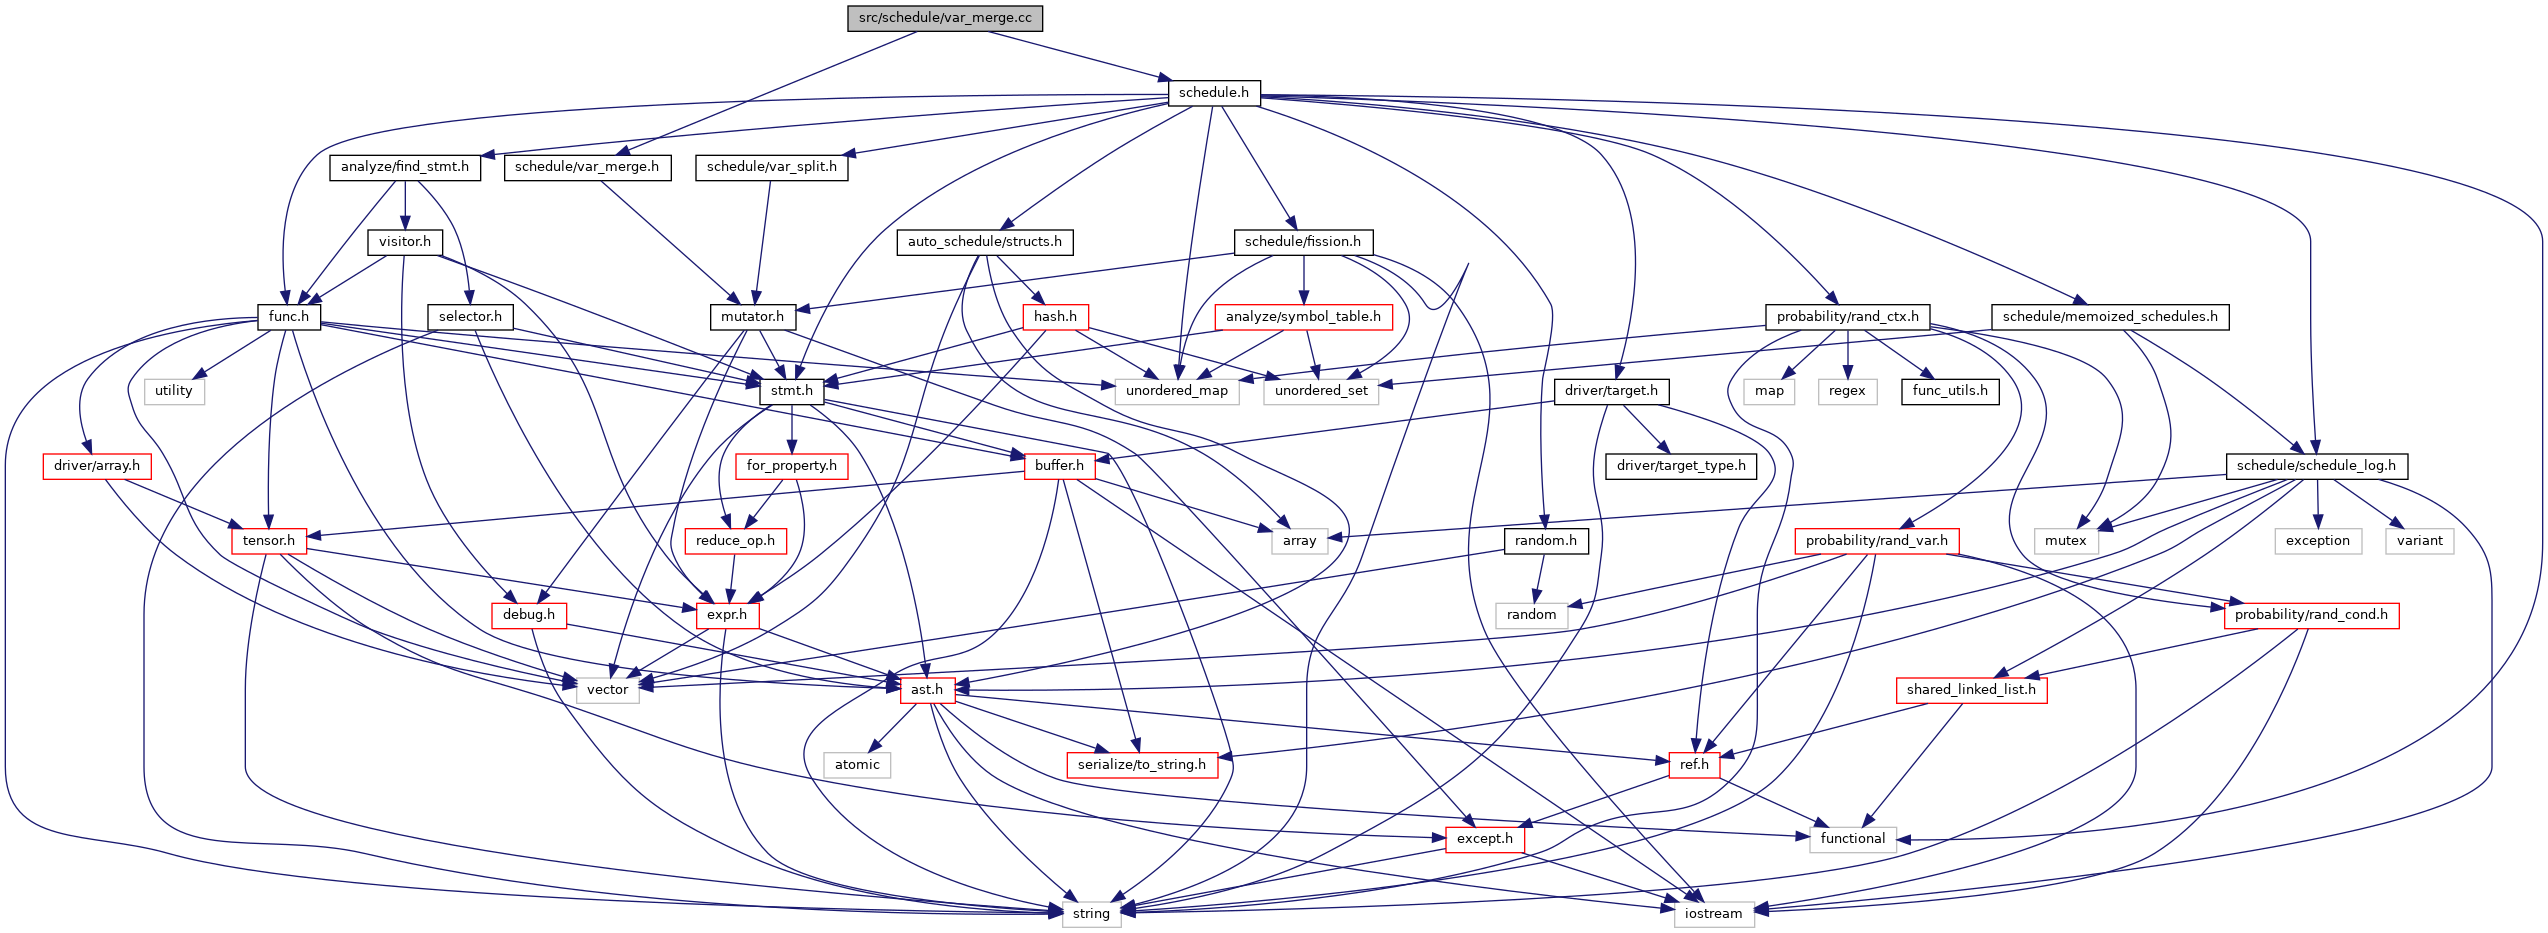 src/schedule/var_merge.cc
schedule.h
analyze/find_stmt.h
schedule/var_merge.h
schedule/var_split.h
visitor.h
auto_schedule/structs.h
schedule/fission.h
func.h
selector.h
mutator.h
hash.h
analyze/symbol_table.h
probability/rand_ctx.h
schedule/memoized_schedules.h
utility
stmt.h
unordered_map
unordered_set
driver/target.h
map
regex
func_utils.h
driver/array.h
for_property.h
buffer.h
driver/target_type.h
schedule/schedule_log.h
tensor.h
reduce_op.h
array
random.h
probability/rand_var.h
mutex
exception
variant
debug.h
expr.h
random
probability/rand_cond.h
vector
ast.h
shared_linked_list.h
atomic
serialize/to_string.h
ref.h
except.h
functional
string
iostream